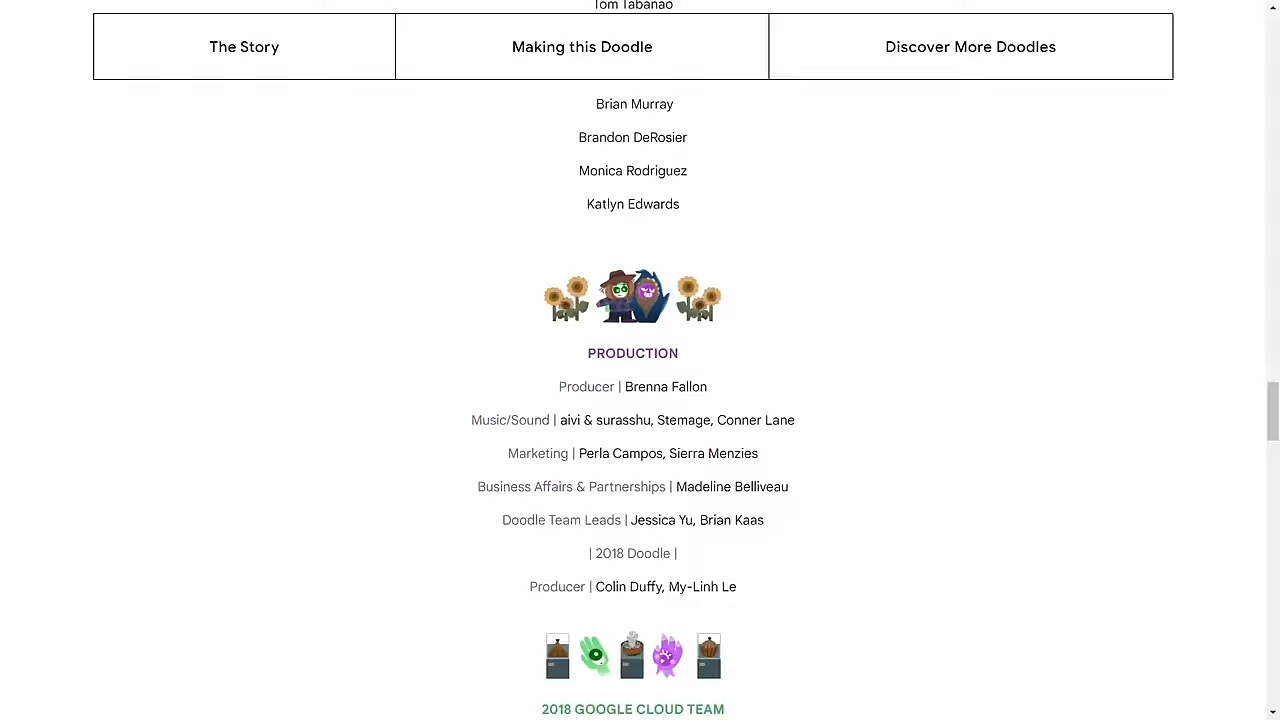 Tom Tabanao
The Story
Making this Doodle
Discover More Doodles
Brian Murray
Brandon DeRosier
Monica Rodriguez
Katlyn Edwards
PRODUCTION
Producer | Brenna Fallon
Music/Sound | aivi & surasshu, Stemage, Conner Lane
Marketing | Perla Campos, Sierra Menzies
Business Affairs & Partnerships | Madeline Belliveau
Doodle Team Leads | Jessica Yu, Brian Kaas
| 2018 Doodle |
Producer | Colin Duffy, My-Linh Le
2018 GOOGLE CLOUD TEAM